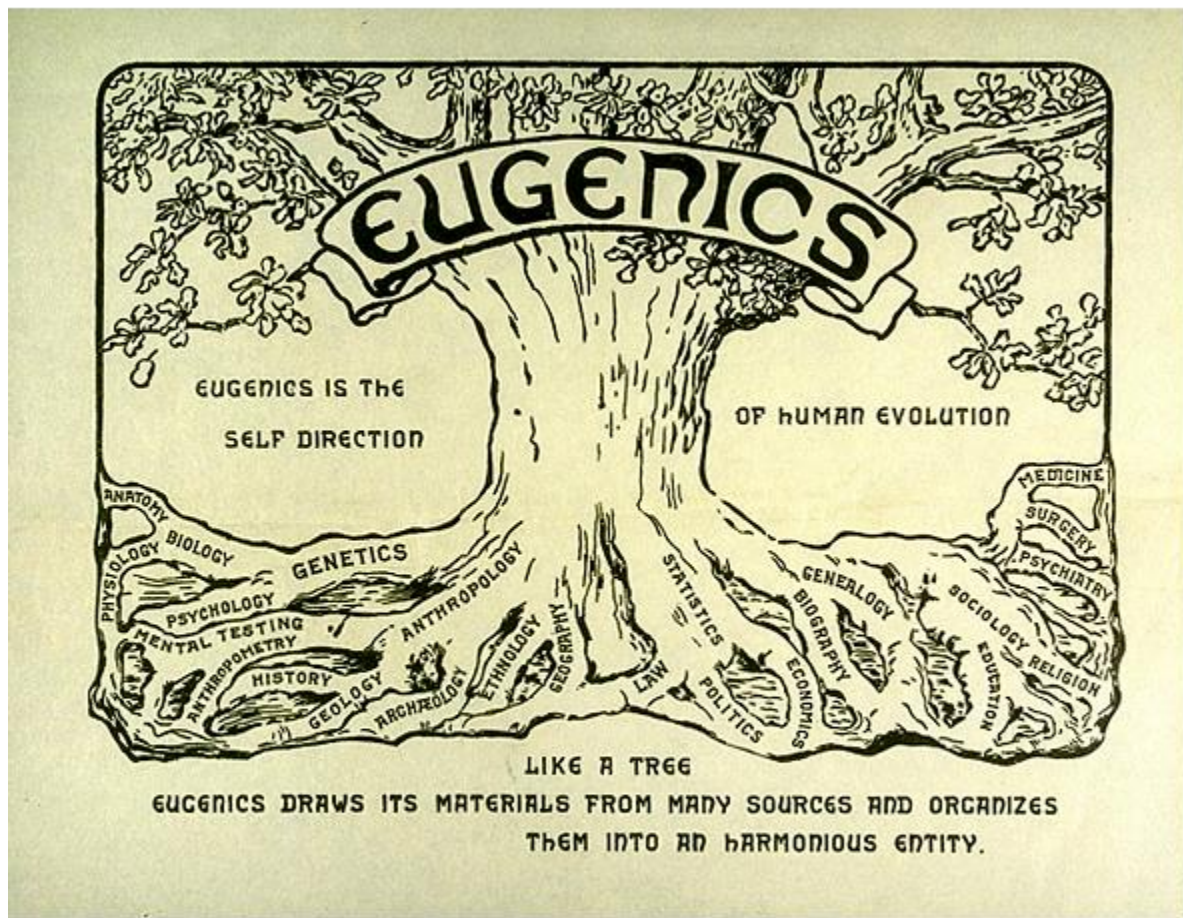 EUGENICS
EUGENICS IS THE
SELF DIRECTION
OF HUMAN EVOLUTION
ANATOMY
PHYSIOLOGY
BIOLOGY
GENETICS
PSYCHOLOGY
MENTAL TESTING
ANTHROPOMETRY
HISTORY
ANTHROPOLOGY
GEOLOGY
ARCHÆOLOGY
ETHNOLOGY
GEOGRAPHY
LAW
STATISTICS
POLITICS
ECONOMICS
BIOGRAPHY
GENEALOGY
SOCIOLOGY
EDUCATION
RELIGION
PSYCHIATRY
SURGERY
MEDICINE
LIKE A TREE
EUGENICS DRAWS ITS MATERIALS FROM MANY SOURCES AND ORGANIZES
THEM INTO AN HARMONIOUS ENTITY.